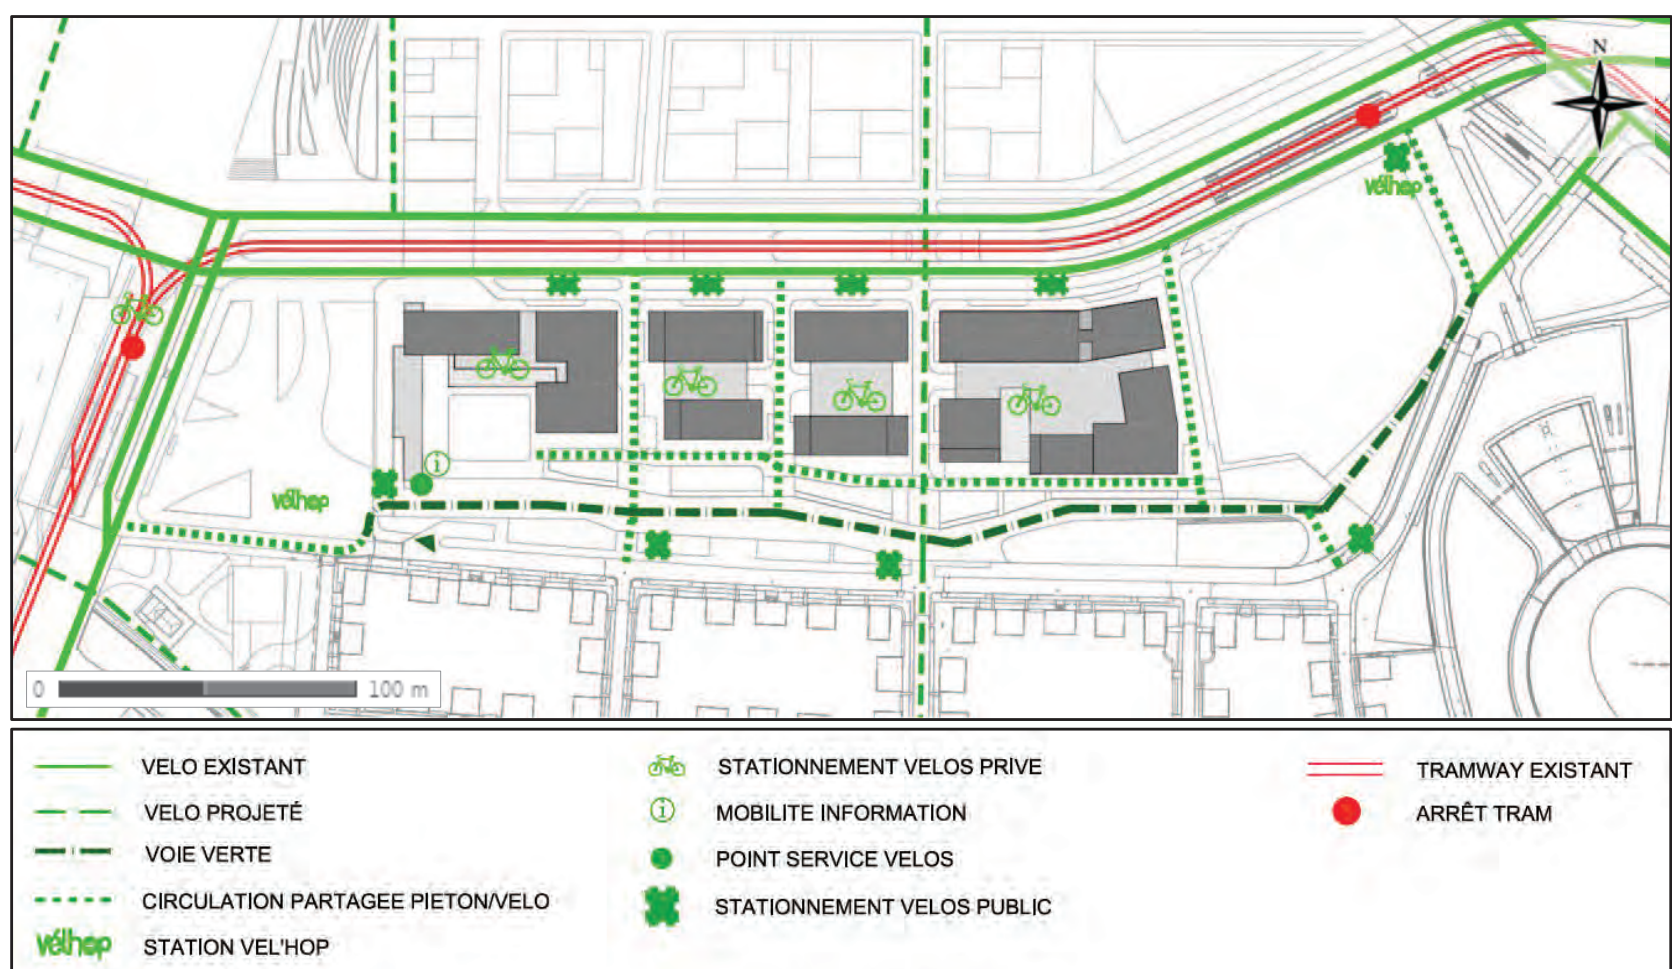 N
vélhop
vélhop
0 100 m
VELO EXISTANT
VELO PROJETÉ
VOIE VERTE
CIRCULATION PARTAGEE PIETON/VELO
vélhop STATION VEL'HOP
STATIONNEMENT VELOS PRIVE
i MOBILITE INFORMATION
POINT SERVICE VELOS
STATIONNEMENT VELOS PUBLIC
TRAMWAY EXISTANT
ARRÊT TRAM